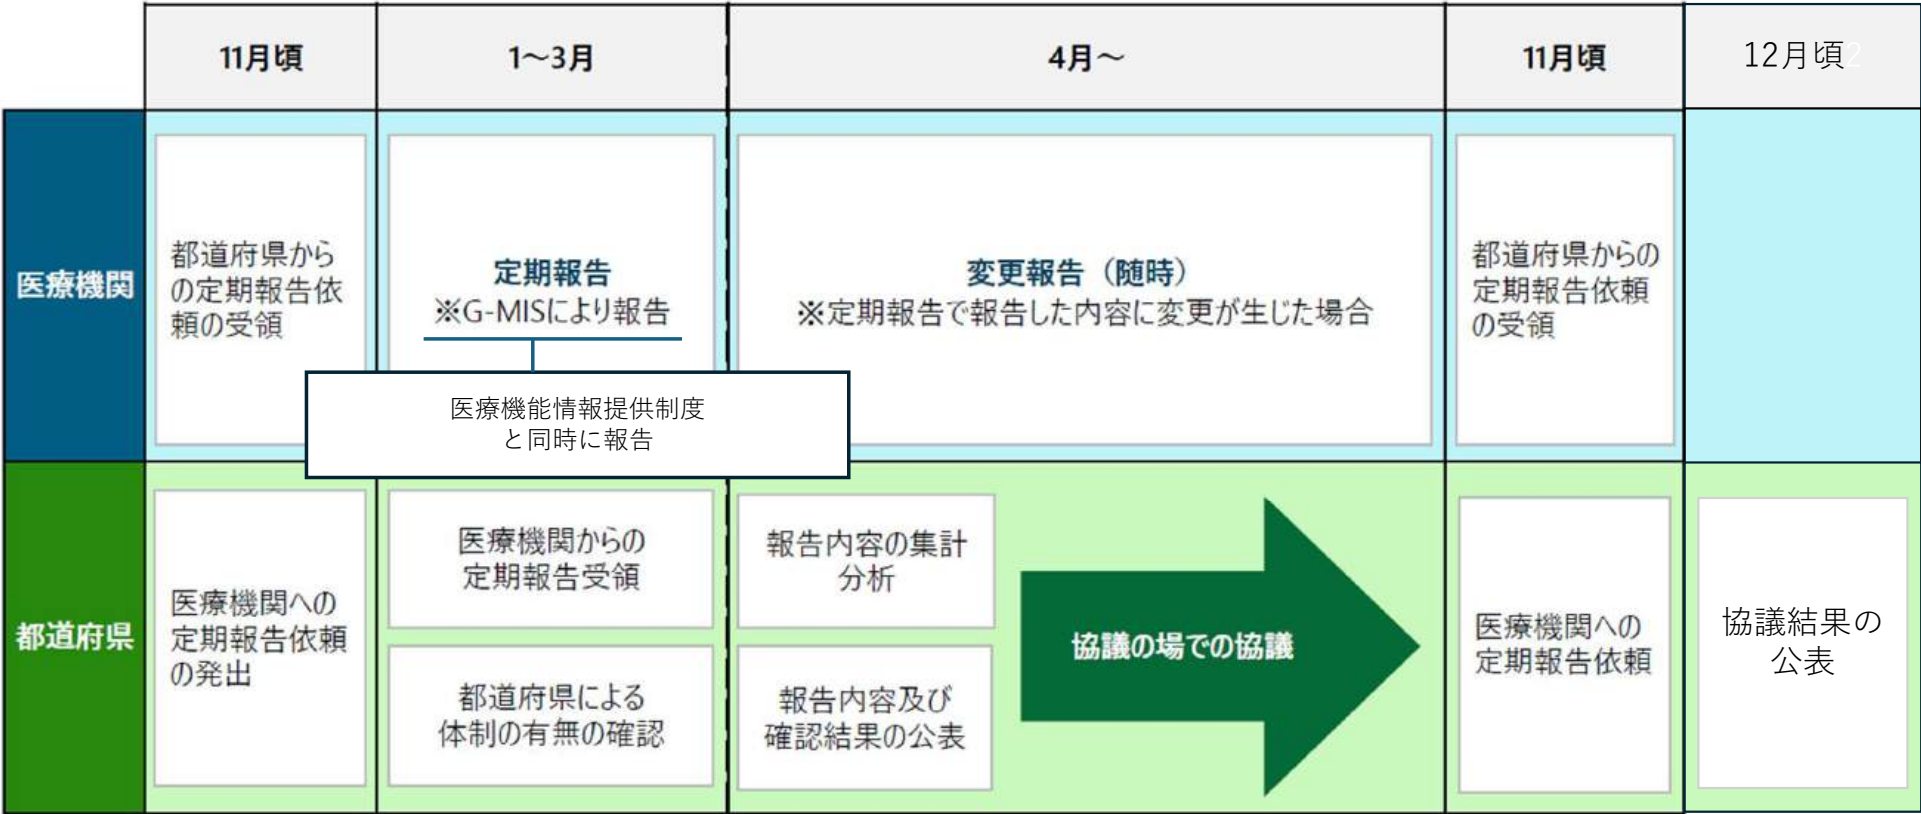 11月頃
1～3月
4月～
11月頃
12月頃2
医療機関
都道府県から
の定期報告依
頼の受領
定期報告
※G-MISにより報告
医療機能情報提供制度
と同時に報告
変更報告（随時）
※定期報告で報告した内容に変更が生じた場合
都道府県からの
定期報告依頼
の受領
都道府県
医療機関への
定期報告依頼
の発出
医療機関からの
定期報告受領
都道府県による
体制の有無の確認
報告内容の集計
分析
報告内容及び
確認結果の公表
協議の場での協議
医療機関への
定期報告依頼
協議結果の
公表